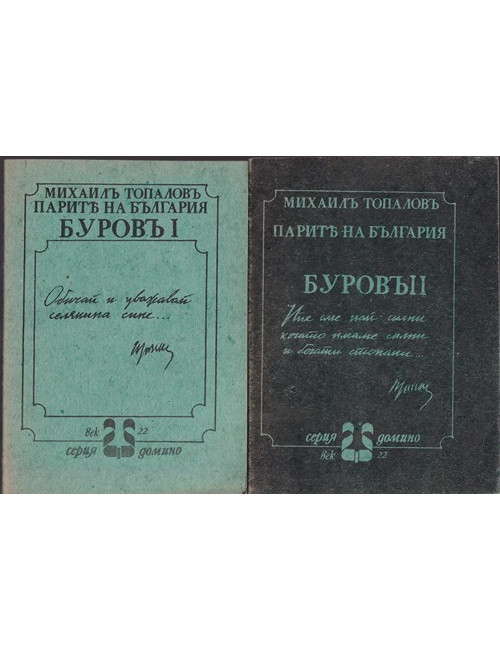 МИХАИЛЪ ТОПАЛОВЪ
ПАРИТѢ НА БЪЛГАРИЯ
БУРОВЪ I
Обичай и уважавай
селянина сине...
век 22
серия домино
МИХАИЛЪ ТОПАЛОВЪ
ПАРИТѢ НА БЪЛГАРИЯ
БУРОВЪ II
Ние сме най-силни
когато имаме силни
и богати стопани...
серия домино
век 22